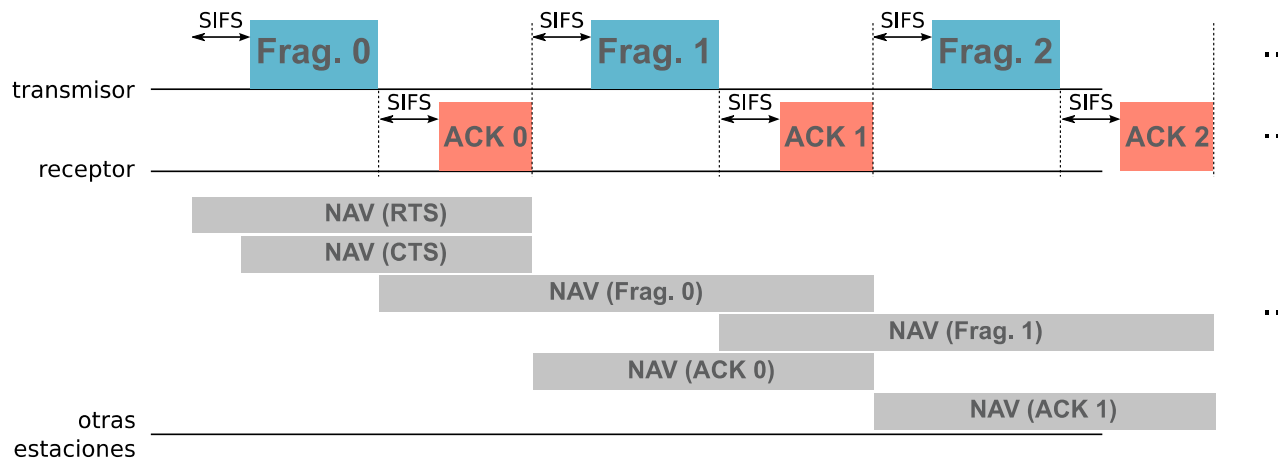 SIFS
SIFS
SIFS
Frag. 0
Frag. 1
Frag. 2
...
transmisor
SIFS
SIFS
SIFS
ACK 0
ACK 1
ACK 2
...
receptor
NAV (RTS)
NAV (CTS)
NAV (Frag. 0)
NAV (Frag. 1)
...
NAV (ACK 0)
NAV (ACK 1)
otras
estaciones